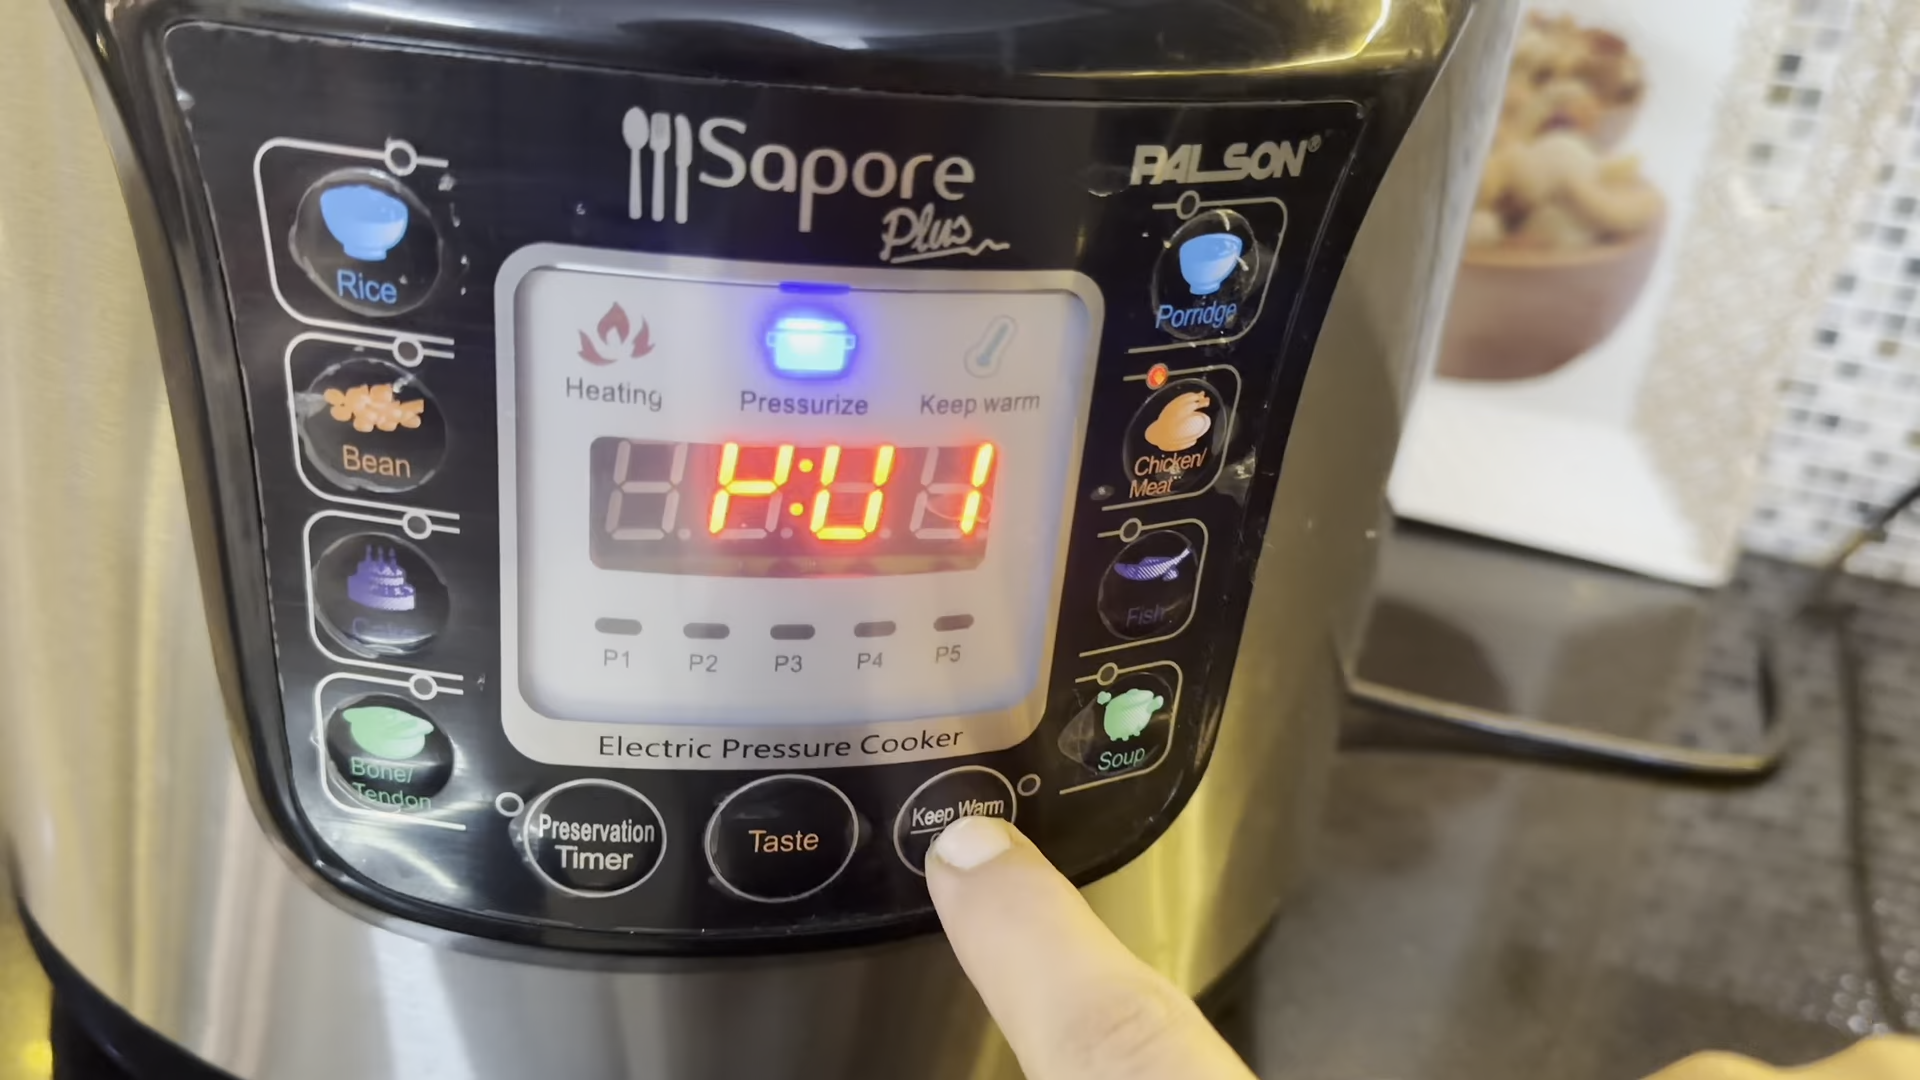 Sapore
Plus
PALSON®
Rice
Porridge
Heating
Pressurize
Keep warm
Bean
Chicken/
Meat
Fish
P1
P2
P3
P4
P5
Bone/
Tendon
Soup
Electric Pressure Cooker
Preservation
Timer
Taste
Keep Warm